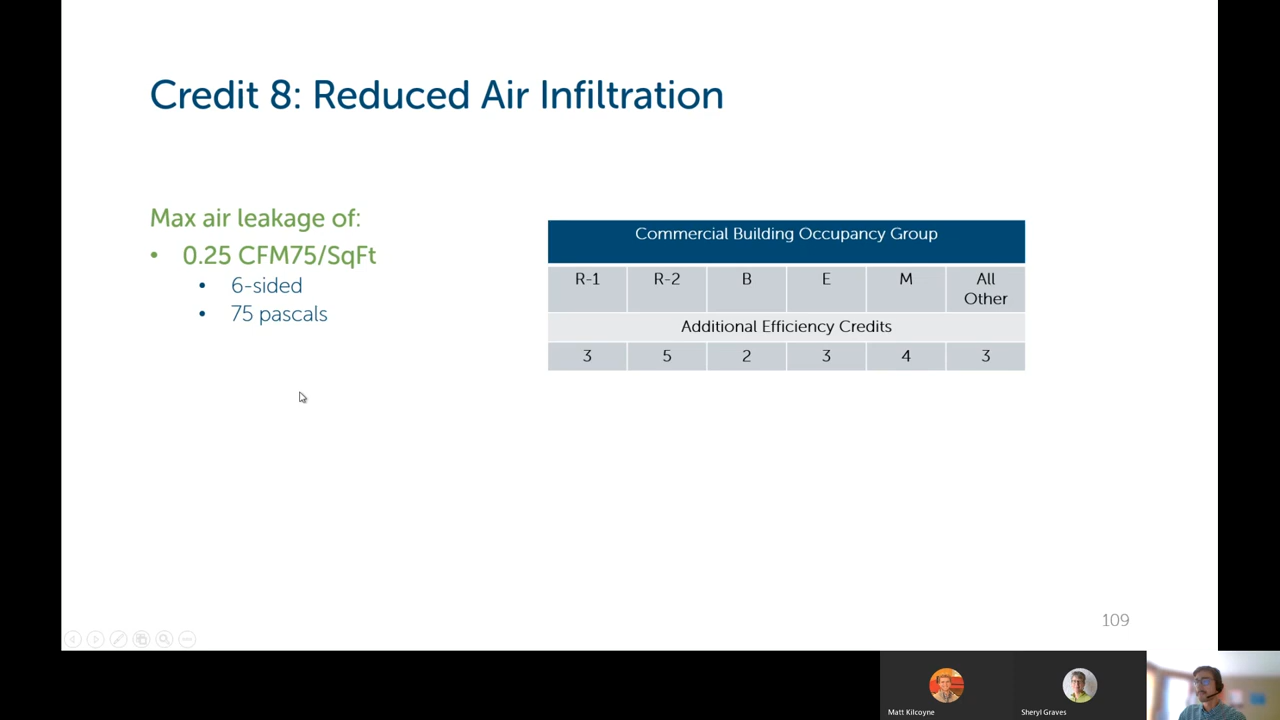 Credit 8: Reduced Air Infiltration
Max air leakage of:
• 0.25 CFM75/SqFt
• 6-sided
• 75 pascals
Commercial Building Occupancy Group
R-1 R-2 B E M All Other
Additional Efficiency Credits
3 5 2 3 4 3
109
Matt Kilcoyne
Sheryl Graves